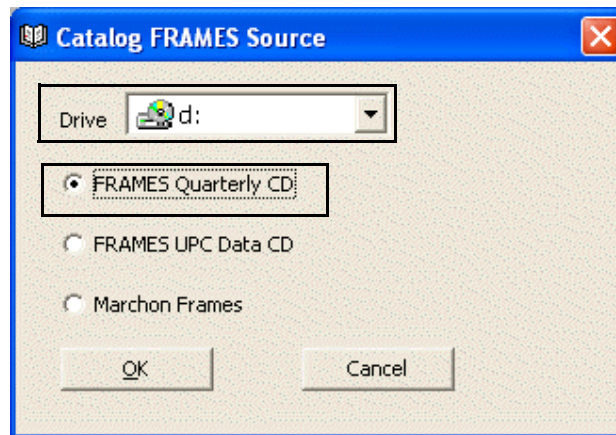 Catalog FRAMES Source
Drive d:
FRAMES Quarterly CD
FRAMES UPC Data CD
Marchon Frames
OK Cancel